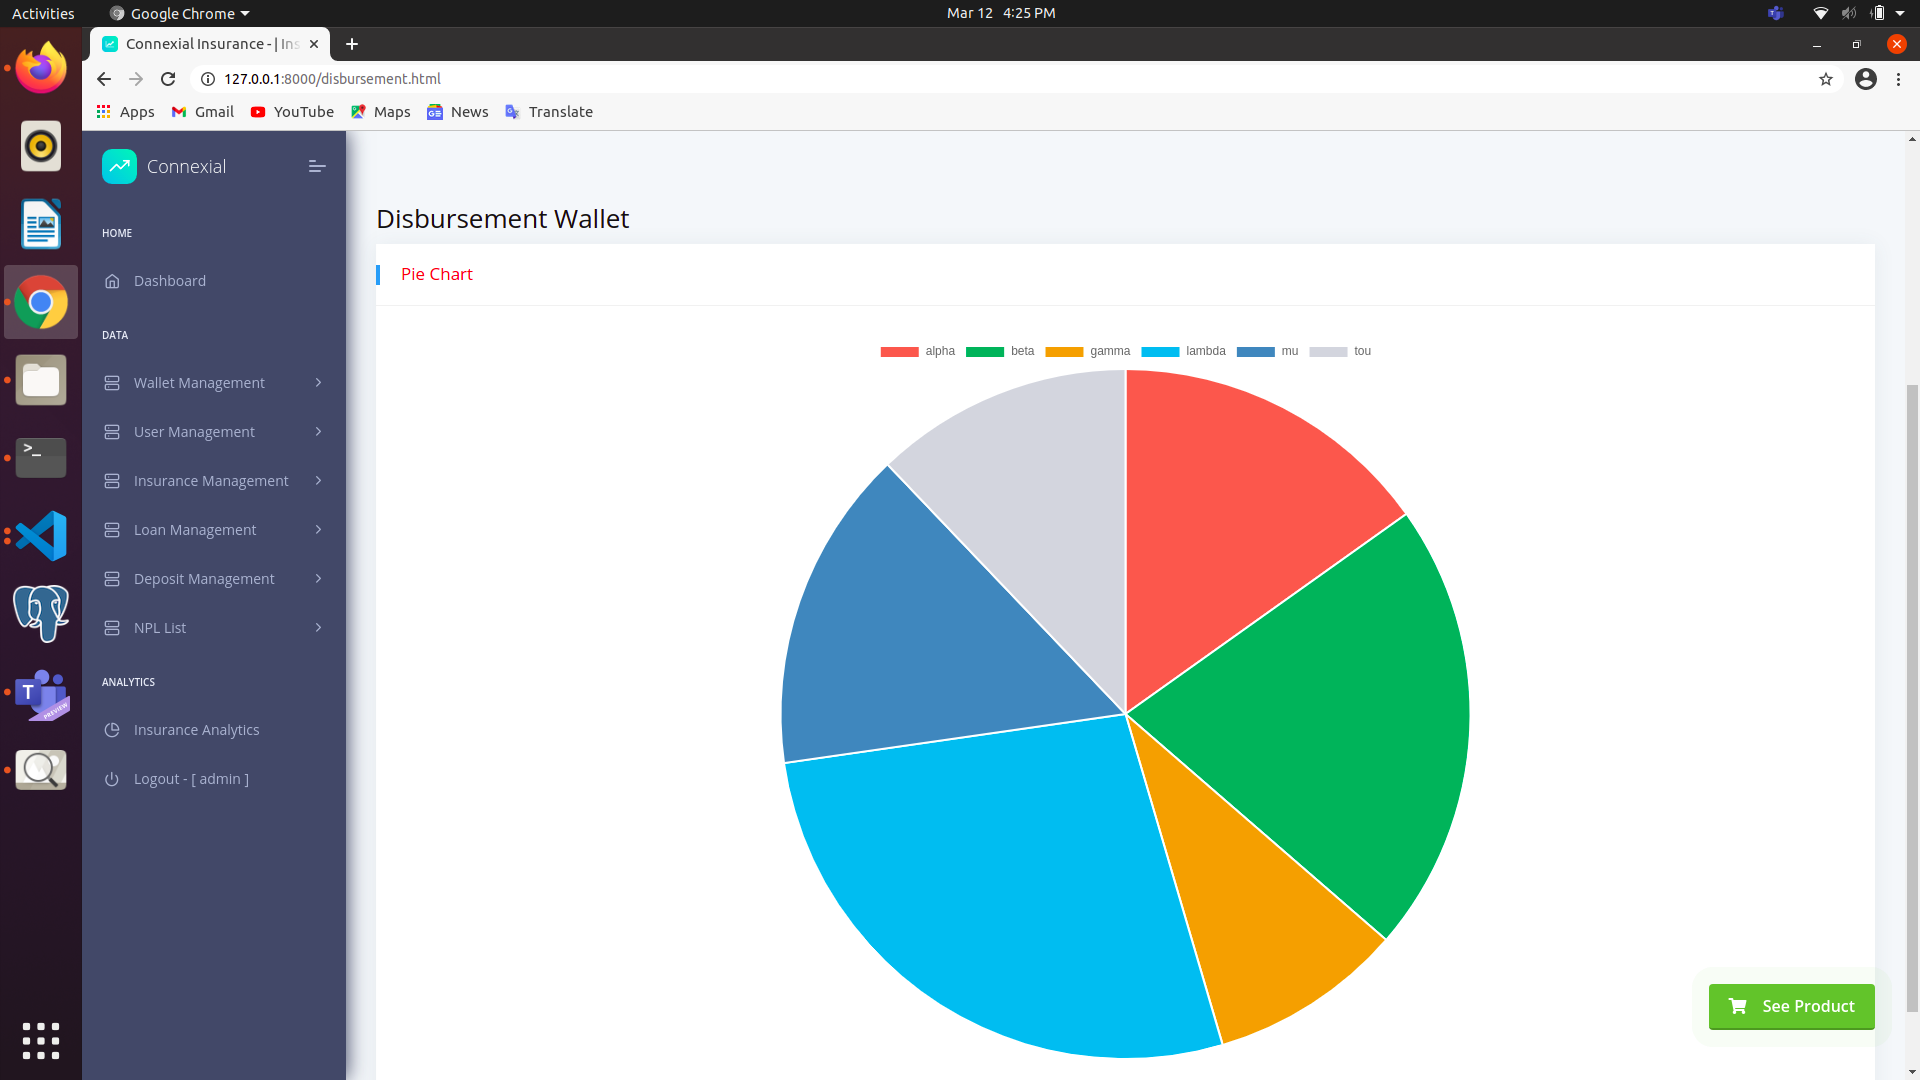 Activities
Google Chrome
Mar 12 4:25 PM
Connexial Insurance - | Ins
127.0.0.1:8000/disbursement.html
Apps
Gmail
YouTube
Maps
News
Translate
Connexial
HOME
Dashboard
DATA
Wallet Management
User Management
Insurance Management
Loan Management
Deposit Management
NPL List
ANALYTICS
Insurance Analytics
Logout - [ admin ]
Disbursement Wallet
Pie Chart
alpha beta gamma lambda mu tou
See Product
>_
T
PREVIEW